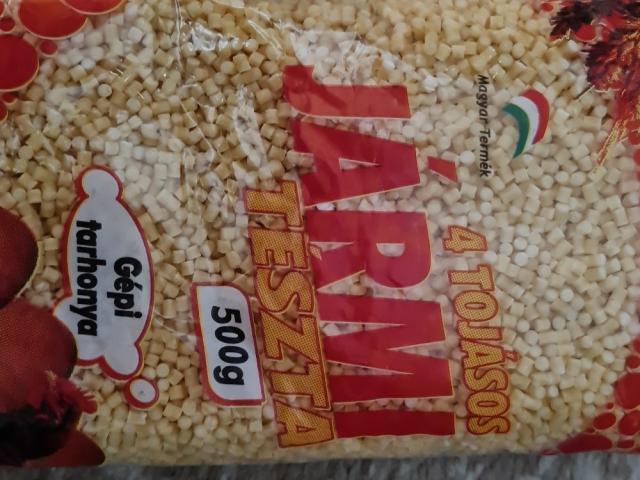 Magyar Termék
4 TOJÁSOS
JÁRMI
TÉSZTA
500g
Gépi
tarhonya